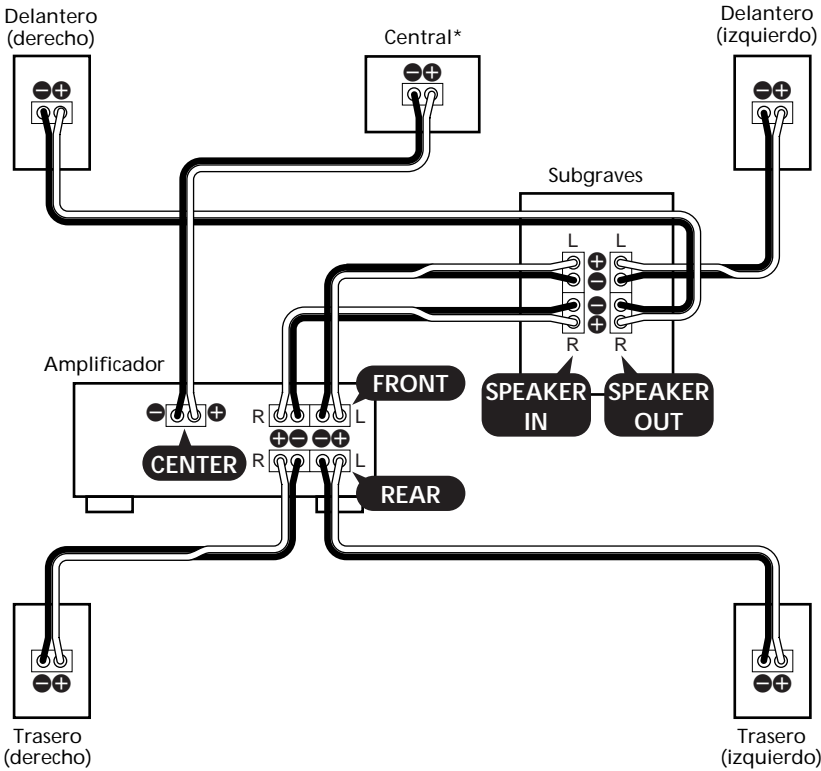 Delantero
(derecho)
Central*
Delantero
(izquierdo)
Subgraves
L
L
R
R
SPEAKER
IN
SPEAKER
OUT
Amplificador
FRONT
R
L
CENTER
R
L
REAR
Trasero
(derecho)
Trasero
(izquierdo)